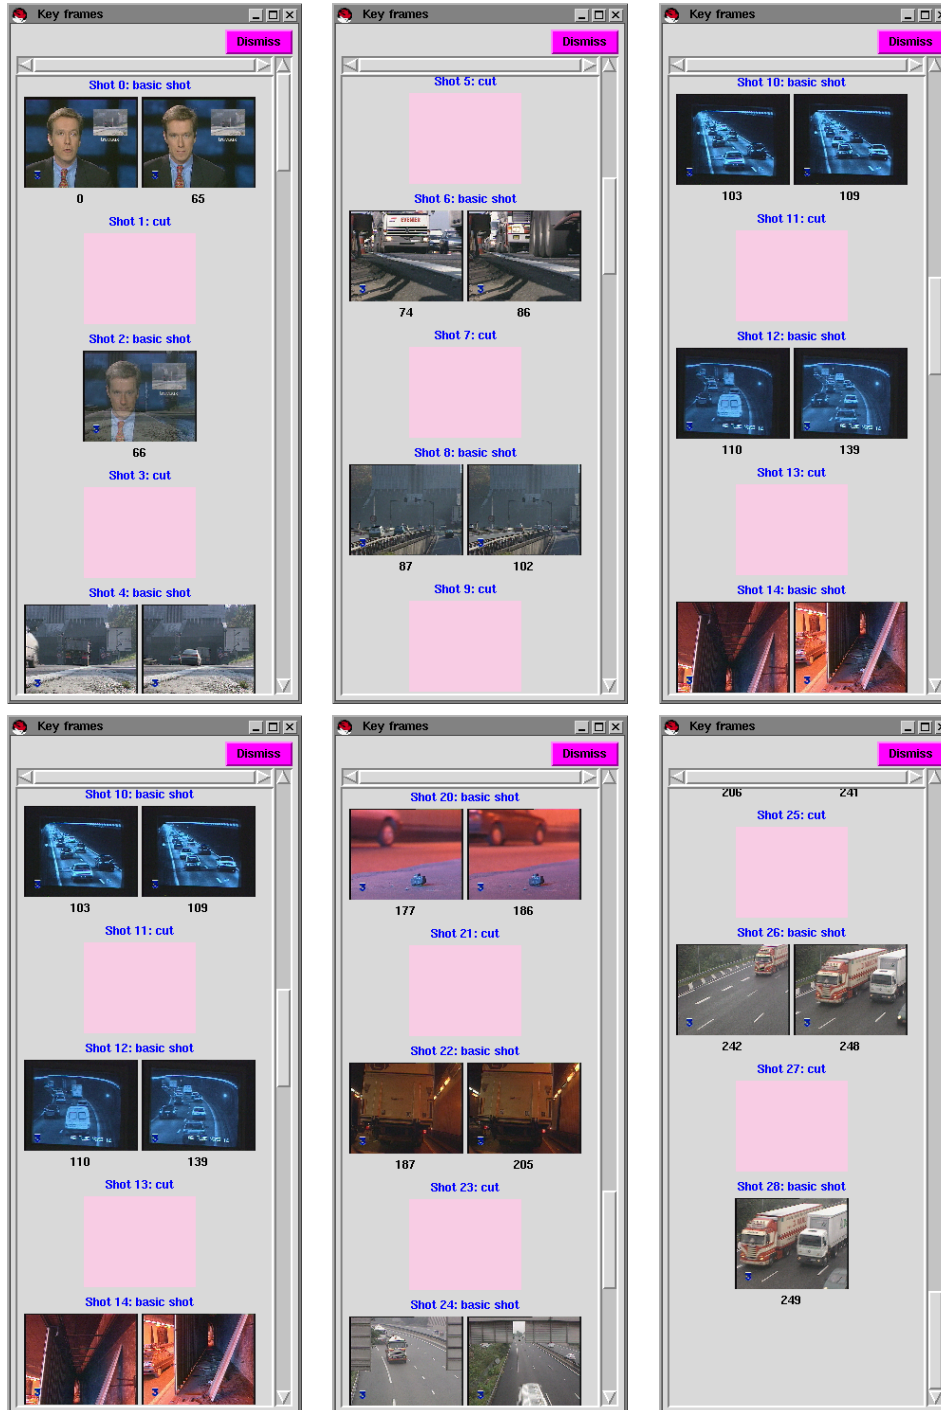 Key frames
Dismiss
Shot 0: basic shot
0 65
Shot 1: cut
Shot 2: basic shot
66
Shot 3: cut
Shot 4: basic shot
Key frames
Dismiss
Shot 5: cut
Shot 6: basic shot
74 86
Shot 7: cut
Shot 8: basic shot
87 102
Shot 9: cut
Key frames
Dismiss
Shot 10: basic shot
103 109
Shot 11: cut
Shot 12: basic shot
110 139
Shot 13: cut
Shot 14: basic shot
Key frames
Dismiss
Shot 10: basic shot
103 109
Shot 11: cut
Shot 12: basic shot
110 139
Shot 13: cut
Shot 14: basic shot
Key frames
Dismiss
Shot 20: basic shot
177 186
Shot 21: cut
Shot 22: basic shot
187 205
Shot 23: cut
Shot 24: basic shot
Key frames
Dismiss
206 241
Shot 25: cut
Shot 26: basic shot
242 248
Shot 27: cut
Shot 28: basic shot
249